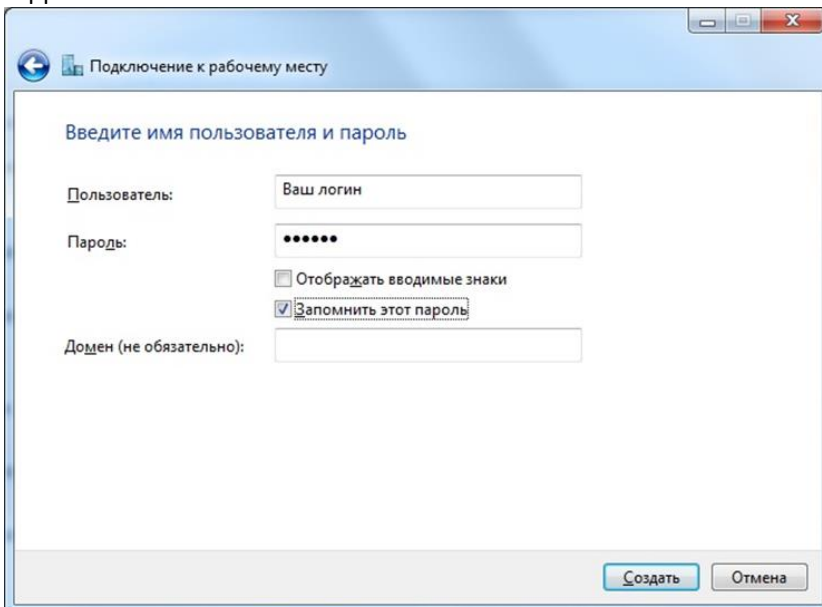 Подключение к рабочему месту
Введите имя пользователя и пароль
Пользователь: Ваш логин
Пароль: ••••••
Отображать вводимые знаки
Запомнить этот пароль
Домен (не обязательно):
Создать Отмена